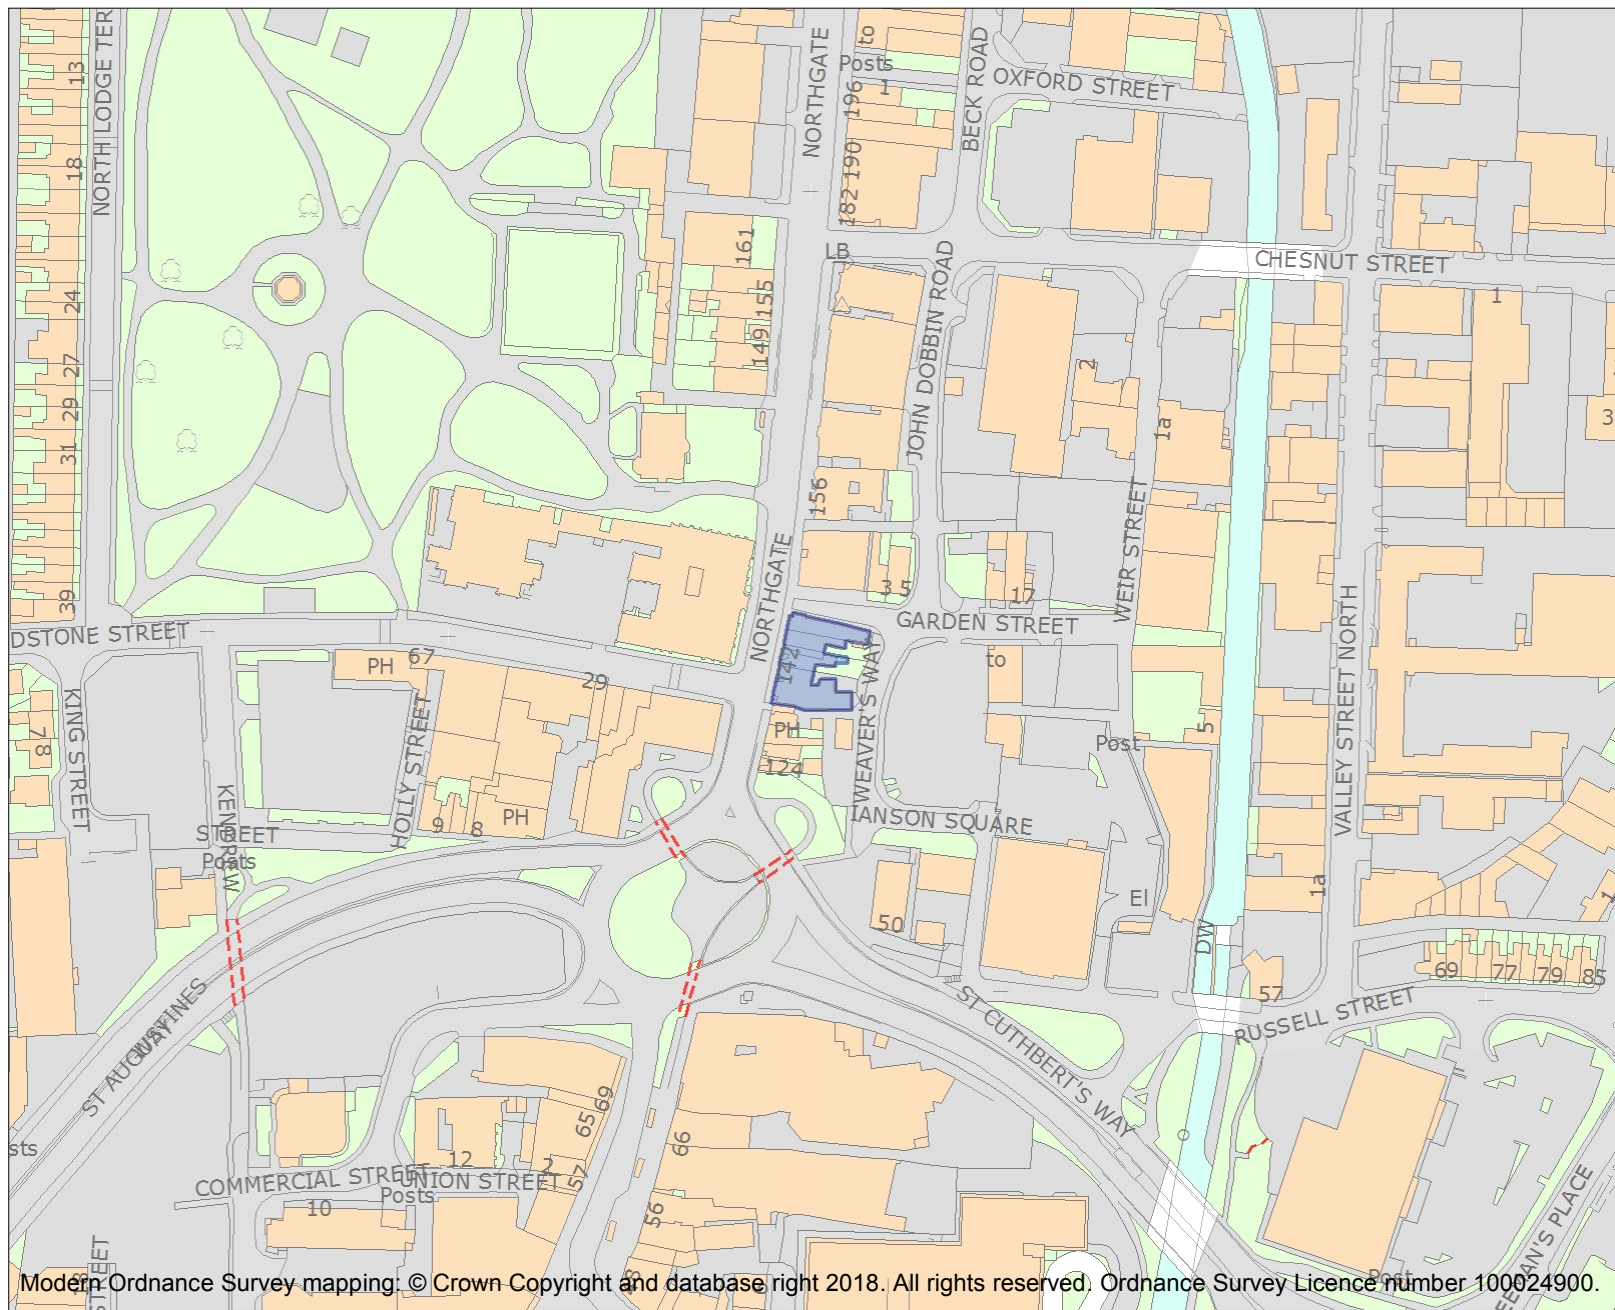 13
NORTH LODGE TER
18
24
27
29
31
39
NORTHGATE
to
Posts
1
196
190
182
BECK ROAD
OXFORD STREET
161
155
149
LB
CHESNUT STREET
JOHN DOBBIN ROAD
2
1a
1
3
156
WEIR STREET
NORTHGATE
3 5
17
GARDEN STREET
DSTONE STREET
PH
67
29
142
to
WEAVER'S WAY
VALLEY STREET NORTH
KING STREET
78
HOLLY STREET
PH
124
Post
5
KENDREW
STREET
Posts
9
8
PH
IANSON SQUARE
50
El
1a
DW
69
77
79
85
57
RUSSELL STREET
ST AUGUSTINES
WAY
ST CUTHBERT'S WAY
sts
65
69
66
12
2
57
COMMERCIAL STREET
UNION STREET
Posts
10
56
STREET
18
Post
EEMAN'S PLACE
Modern Ordnance Survey mapping: © Crown Copyright and database right 2018. All rights reserved. Ordnance Survey Licence number 100024900.